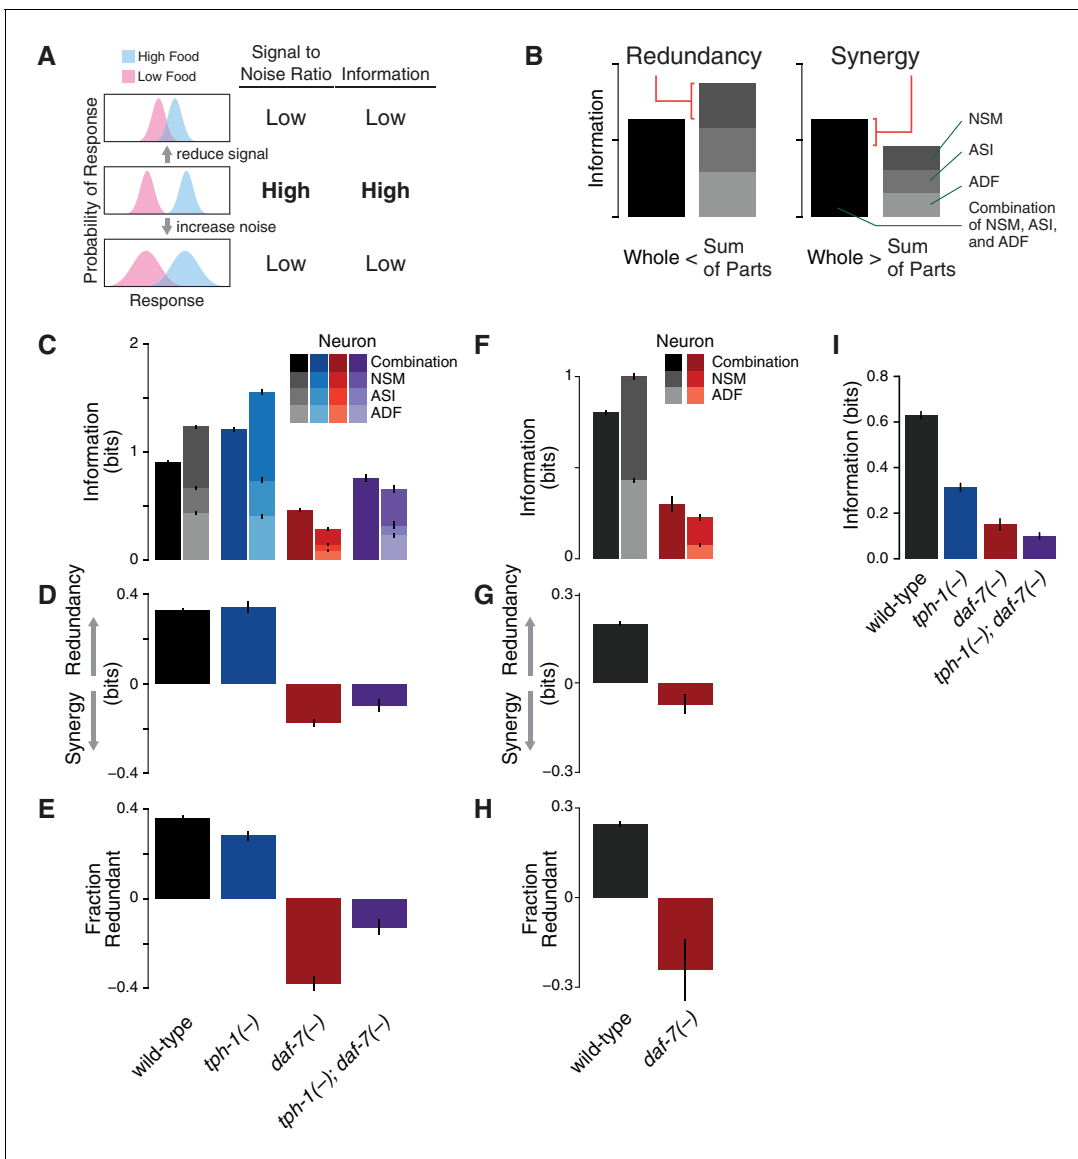 A
High Food
Low Food
Signal to
Noise Ratio
Information
Probability of Response
Low
Low
reduce signal
High
High
increase noise
Low
Low
Response
B
Redundancy
Synergy
Information
NSM
ASI
ADF
Combination
of NSM, ASI,
and ADF
Whole < Sum of Parts
Whole > Sum of Parts
C
2
1
0
Information
(bits)
Neuron
Combination
NSM
ASI
ADF
D
0.4
0
−0.4
Synergy
Redundancy
(bits)
E
0.4
0
−0.4
Fraction
Redundant
wild-type
tph-1(−)
daf-7(−)
tph-1(−); daf-7(−)
F
1
0
Information
(bits)
Neuron
Combination
NSM
ADF
G
0.3
0
−0.3
Synergy
Redundancy
(bits)
H
0.3
0
−0.3
Fraction
Redundant
wild-type
daf-7(−)
I
0.8
0.6
0.4
0.2
0.0
Information (bits)
wild-type
tph-1(−)
daf-7(−)
tph-1(−); daf-7(−)